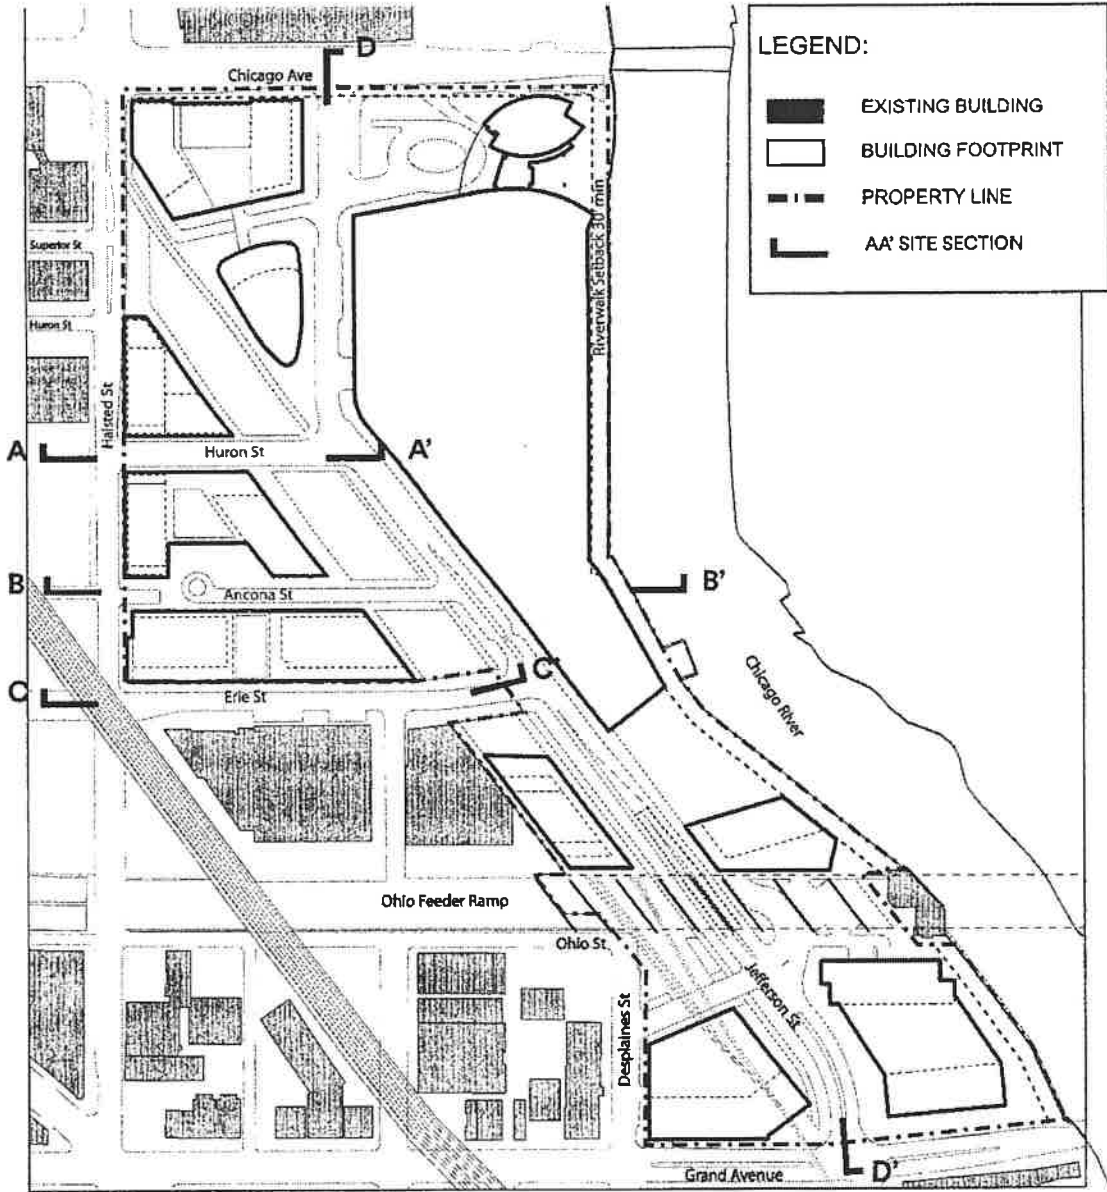 D
Chicago Ave
LEGEND:
EXISTING BUILDING
BUILDING FOOTPRINT
PROPERTY LINE
AA' SITE SECTION
Superior St
Huron St
Halsted St
Riverwalk Setback 30' min
A
Huron St
A'
B
Ancona St
B'
C
Erie St
C'
Chicago River
Ohio Feeder Ramp
Ohio St
Jefferson St
Desplaines St
Grand Avenue
D'